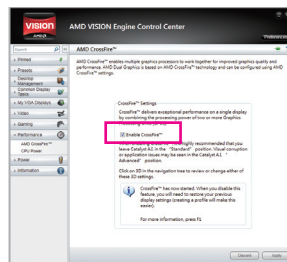 VISION
AMD
AMD VISION Engine Control Center
Preferences
Search
AMD CrossFire™
Pinned
Presets
Desktop
Management
Common Display
Tasks
My VGA Displays
Video
Gaming
Performance
AMD CrossFire™
CPU Power
Power
Information
AMD CrossFire™ enables multiple graphics processors to work together for improved graphics quality and
performance. AMD Dual Graphics is based on AMD CrossFire™ technology and can be configured using AMD
CrossFire™ settings.
CrossFire™ Settings
CrossFire™ delivers exceptional performance on a single display
by combining the processing power of two or more Graphics
Enable CrossFire™
highly recommended that you
leave Catalyst A.I. in the "Standard" position. Visual corruption
or application issues may be seen in the Catalyst A.I. "
Advanced" position.
Click on 3D in the navigation tree to review or change either of
these 3D settings.
CrossFire™ has now started. When you disable this
feature, you will need to restore your previous
display settings (creating a profile will make this
easier).
For more information, press F1
Discard
Apply